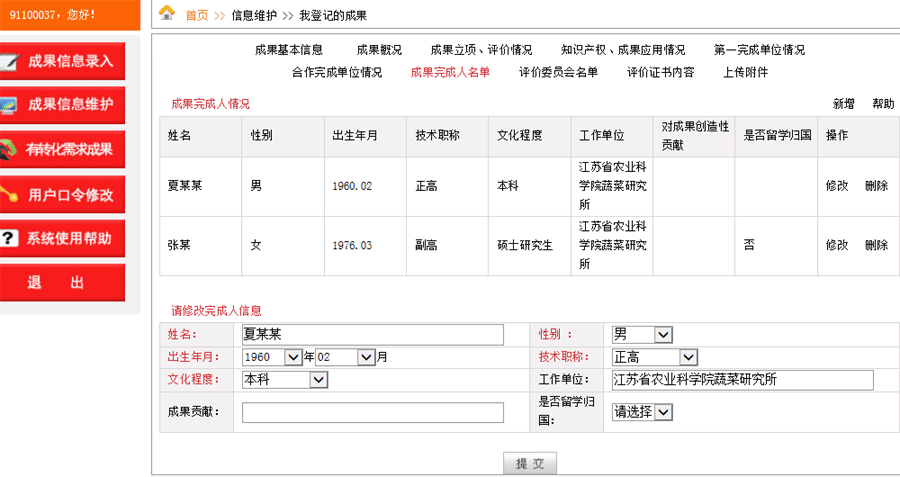 91100037，您好！
首页 >> 信息维护 >> 我登记的成果
成果信息录入
成果信息维护
有转化需求成果
用户口令修改
系统使用帮助
退 出
成果基本信息 成果概况 成果立项、评价情况 知识产权、成果应用情况 第一完成单位情况
合作完成单位情况 成果完成人名单 评价委员会名单 评价证书内容 上传附件
成果完成人情况 新增 帮助
姓名 性别 出生年月 技术职称 文化程度 工作单位 对成果创造性 是否留学归国 操作
贡献
江苏省农业科
夏某某 男 1960.02 正高 本科 学院蔬菜研究 修改 删除
所
江苏省农业科
张某 女 1976.03 副高 硕士研究生 学院蔬菜研究 否 修改 删除
所
请修改完成人信息
姓名： 夏某某 性别 ： 男
出生年月： 1960 年 02 月 技术职称： 正高
文化程度： 本科 工作单位： 江苏省农业科学院蔬菜研究所
成果贡献： 是否留学归 请选择
国：
提 交